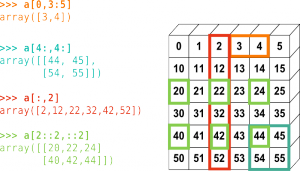 >>> a[0,3:5]
array([3,4])
>>> a[4:,4:]
array([[44, 45],
[54, 55]])
>>> a[:,2]
array([2,12,22,32,42,52])
>>> a[2::2,::2]
array([[20,22,24]
[40,42,44]])
0 1 2 3 4 5
10 11 12 13 14 15
20 21 22 23 24 25
30 31 32 33 34 35
40 41 42 43 44 45
50 51 52 53 54 55